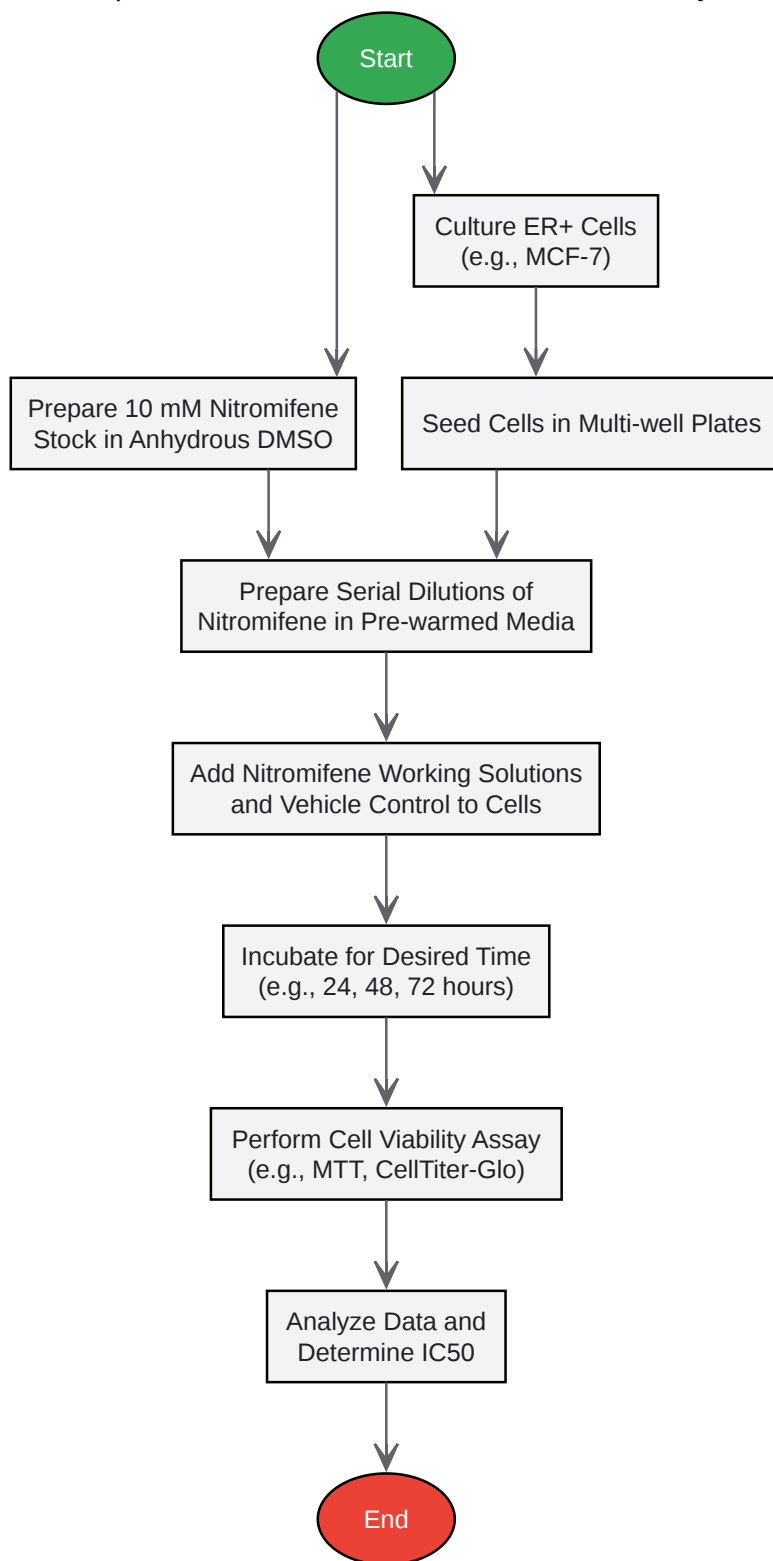 Start
Culture ER+ Cells
(e.g., MCF-7)
Prepare 10 mM Nitromifene
Stock in Anhydrous DMSO
Seed Cells in Multi-well Plates
Prepare Serial Dilutions of
Nitromifene in Pre-warmed Media
Add Nitromifene Working Solutions
and Vehicle Control to Cells
Incubate for Desired Time
(e.g., 24, 48, 72 hours)
Perform Cell Viability Assay
(e.g., MTT, CellTiter-Glo)
Analyze Data and
Determine IC50
End